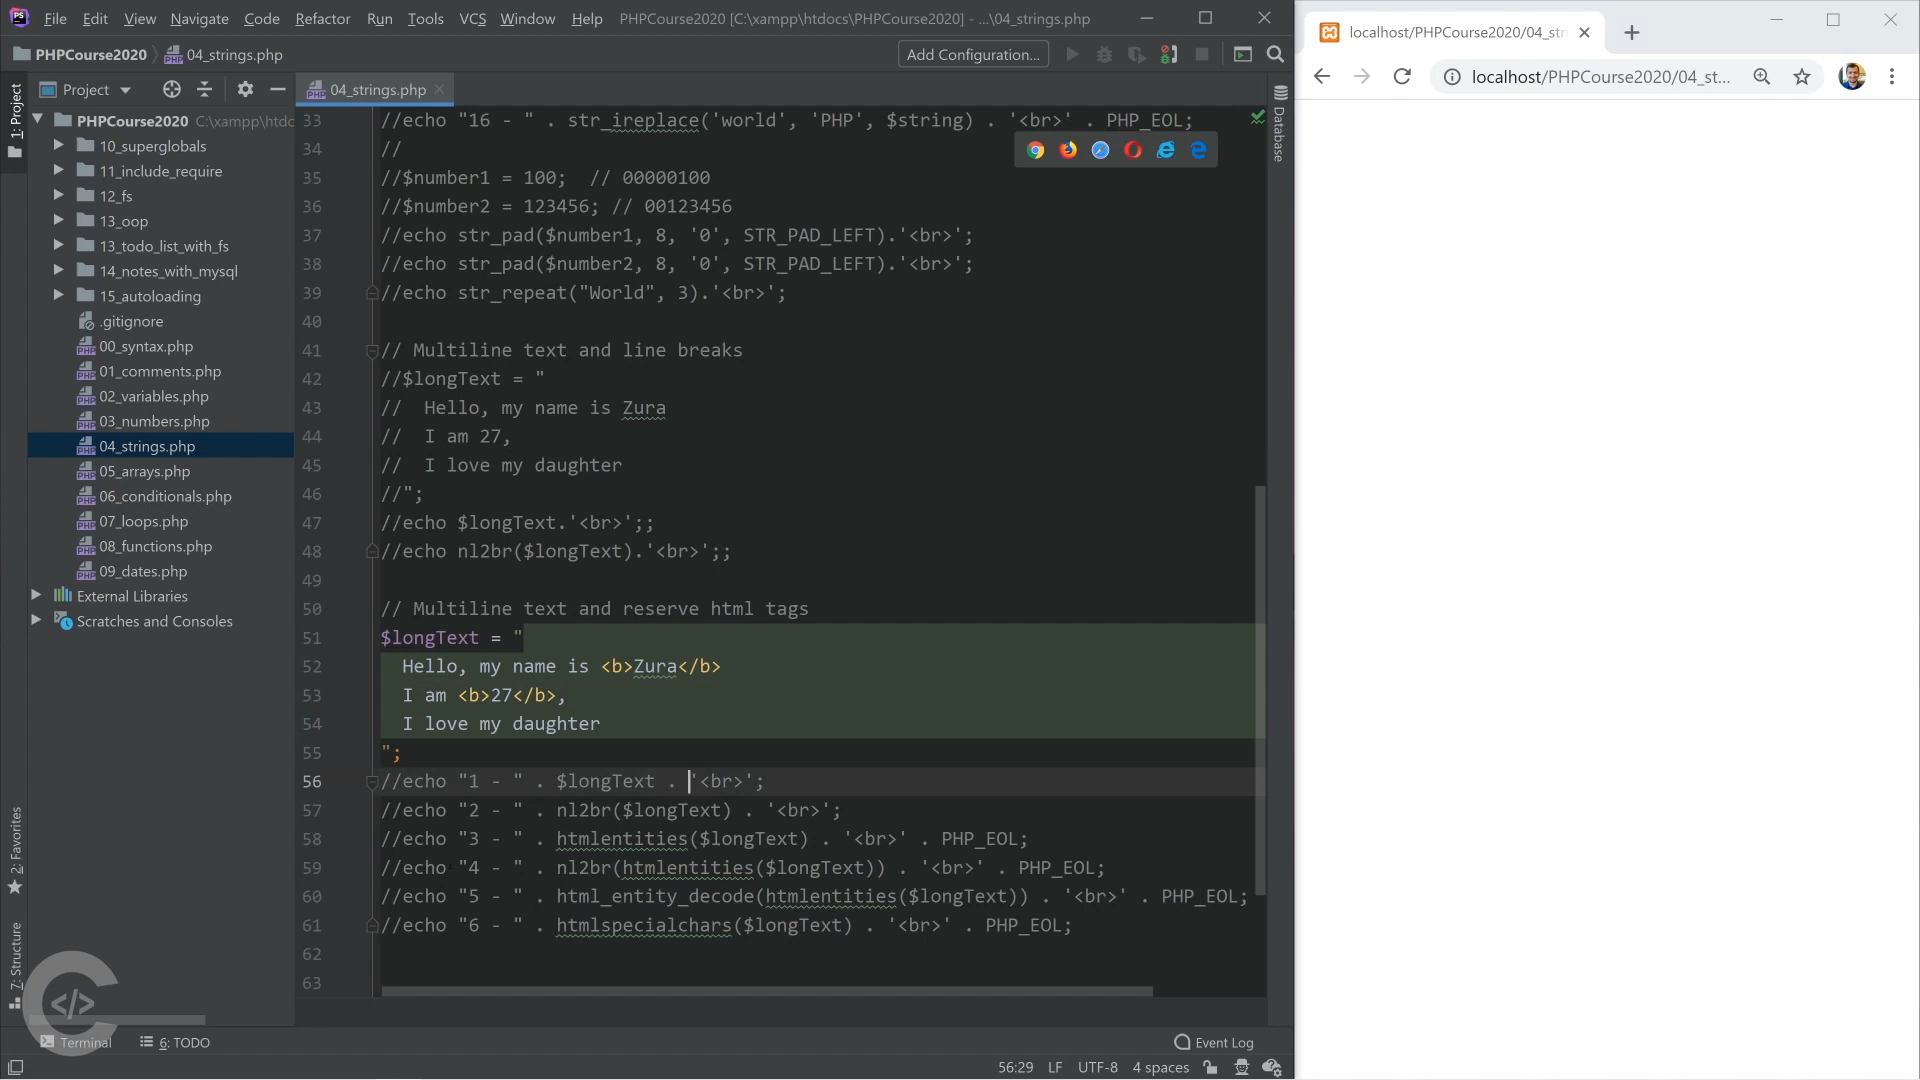 File Edit View Navigate Code Refactor Run Tools VCS Window Help PHPCourse2020 [C:\xampp\htdocs\PHPCourse2020] - ...\04_strings.php
PHPCourse2020 04_strings.php Add Configuration...
1: Project
Project
04_strings.php
PHPCourse2020 C:\xampp\htdo
10_superglobals
11_include_require
12_fs
13_oop
13_todo_list_with_fs
14_notes_with_mysql
15_autoloading
.gitignore
00_syntax.php
01_comments.php
02_variables.php
03_numbers.php
04_strings.php
05_arrays.php
06_conditionals.php
07_loops.php
08_functions.php
09_dates.php
External Libraries
Scratches and Consoles
2: Favorites
7: Structure
33 //echo "16 - " . str_ireplace('world', 'PHP', $string) . '<br>' . PHP_EOL;
34 //
35 //$number1 = 100;  // 00000100
36 //$number2 = 123456; // 00123456
37 //echo str_pad($number1, 8, '0', STR_PAD_LEFT).'<br>';
38 //echo str_pad($number2, 8, '0', STR_PAD_LEFT).'<br>';
39 //echo str_repeat("World", 3).'<br>';
40
41 // Multiline text and line breaks
42 //$longText = "
43 //  Hello, my name is Zura
44 //  I am 27,
45 //  I love my daughter
46 //";
47 //echo $longText.'<br>';;
48 //echo nl2br($longText).'<br>';;
49
50 // Multiline text and reserve html tags
51 $longText = "
52   Hello, my name is <b>Zura</b>
53   I am <b>27</b>,
54   I love my daughter
55 ";
56 //echo "1 - " . $longText . '<br>';
57 //echo "2 - " . nl2br($longText) . '<br>';
58 //echo "3 - " . htmlentities($longText) . '<br>' . PHP_EOL;
59 //echo "4 - " . nl2br(htmlentities($longText)) . '<br>' . PHP_EOL;
60 //echo "5 - " . html_entity_decode(htmlentities($longText)) . '<br>' . PHP_EOL;
61 //echo "6 - " . htmlspecialchars($longText) . '<br>' . PHP_EOL;
62
63
Database
Terminal 6: TODO Event Log
56:29 LF UTF-8 4 spaces
localhost/PHPCourse2020/04_stri
localhost/PHPCourse2020/04_st...